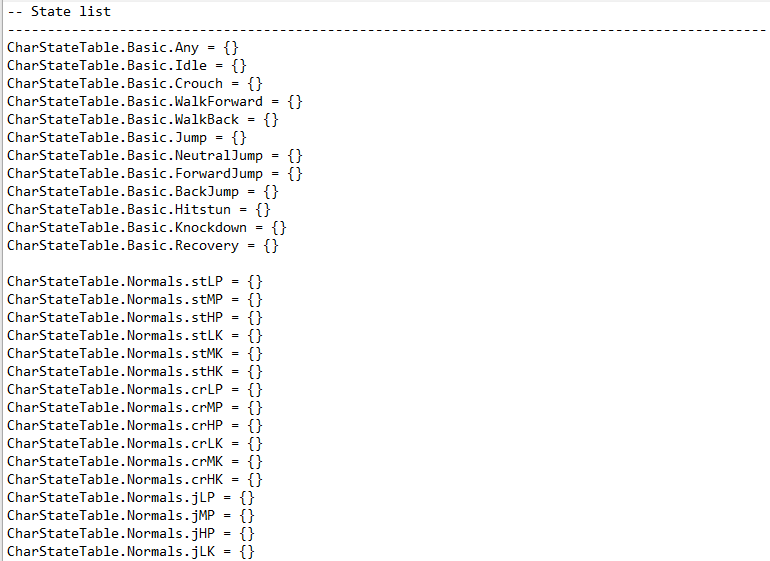 -- State list
------------------------------------------------------------------------------------------------
CharStateTable.Basic.Any = {}
CharStateTable.Basic.Idle = {}
CharStateTable.Basic.Crouch = {}
CharStateTable.Basic.WalkForward = {}
CharStateTable.Basic.WalkBack = {}
CharStateTable.Basic.Jump = {}
CharStateTable.Basic.NeutralJump = {}
CharStateTable.Basic.ForwardJump = {}
CharStateTable.Basic.BackJump = {}
CharStateTable.Basic.Hitstun = {}
CharStateTable.Basic.Knockdown = {}
CharStateTable.Basic.Recovery = {}

CharStateTable.Normals.stLP = {}
CharStateTable.Normals.stMP = {}
CharStateTable.Normals.stHP = {}
CharStateTable.Normals.stLK = {}
CharStateTable.Normals.stMK = {}
CharStateTable.Normals.stHK = {}
CharStateTable.Normals.crLP = {}
CharStateTable.Normals.crMP = {}
CharStateTable.Normals.crHP = {}
CharStateTable.Normals.crLK = {}
CharStateTable.Normals.crMK = {}
CharStateTable.Normals.crHK = {}
CharStateTable.Normals.jLP = {}
CharStateTable.Normals.jMP = {}
CharStateTable.Normals.jHP = {}
CharStateTable.Normals.jLK = {}